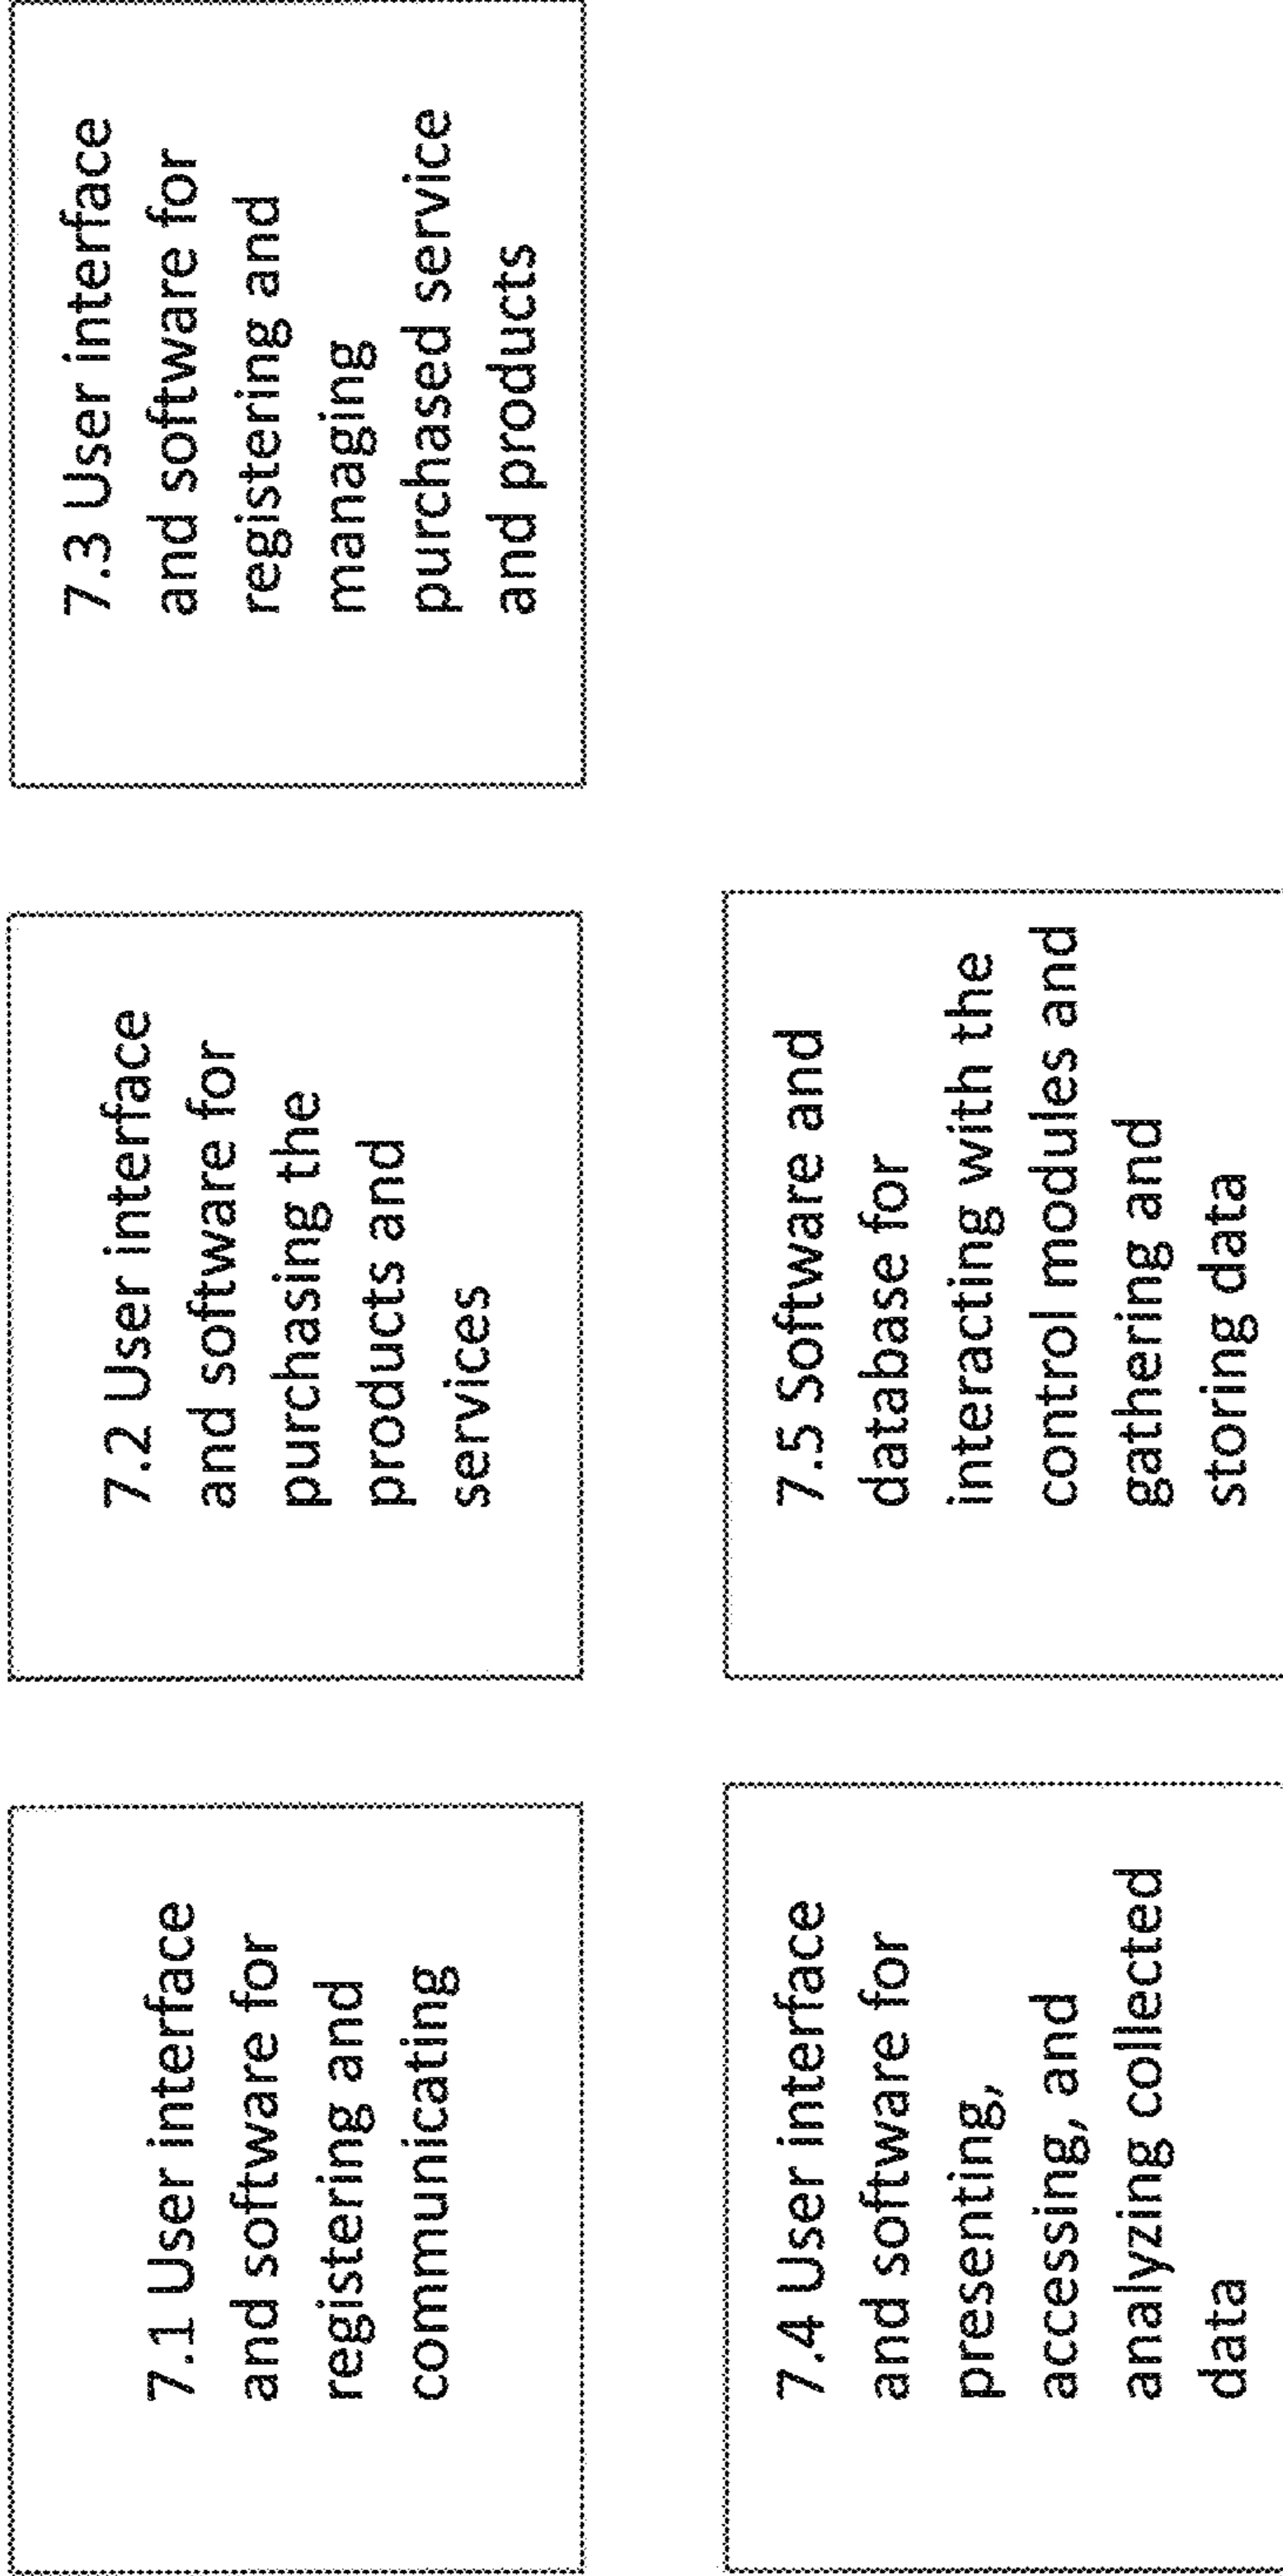 7.1 User interface
and software for
registering and
communicating
7.2 User interface
and software for
purchasing the
products and
services
7.3 User interface
and software for
registering and
managing
purchased service
and products
7.4 User interface
and software for
presenting,
accessing, and
analyzing collected
data
7.5 Software and
database for
interacting with the
control modules and
gathering and
storing data